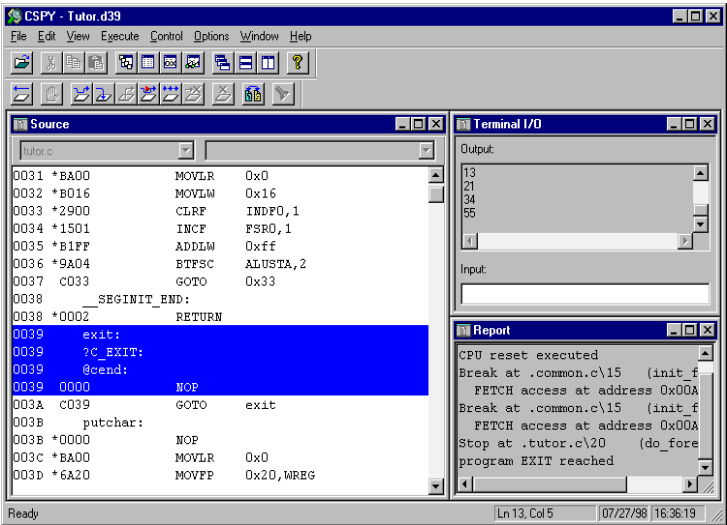 CSPY - Tutor.d39
File Edit View Execute Control Options Window Help
Source
tutor.c
0031 *BA00 MOVLR 0x0
0032 *B016 MOVLW 0x16
0033 *2900 CLRF INDF0,1
0034 *1501 INCF FSR0,1
0035 *B1FF ADDLW 0xff
0036 *9A04 BTFSC ALUSTA,2
0037 C033 GOTO 0x33
0038 __SEGINIT_END:
0038 *0002 RETURN
0039 exit:
0039 ?C_EXIT:
0039 @cend:
0039 0000 NOP
003A C039 GOTO exit
003B putchar:
003B *0000 NOP
003C *BA00 MOVLR 0x0
003D *6A20 MOVFP 0x20,WREG
Terminal I/O
Output:
13
21
34
55
Input:
Report
CPU reset executed
Break at .common.c\15 (init_f
FETCH access at address 0x00A
Break at .common.c\15 (init_f
FETCH access at address 0x00A
Stop at .tutor.c\20 (do_fore
program EXIT reached
Ready
Ln 13, Col 5
07/27/98 16:36:19